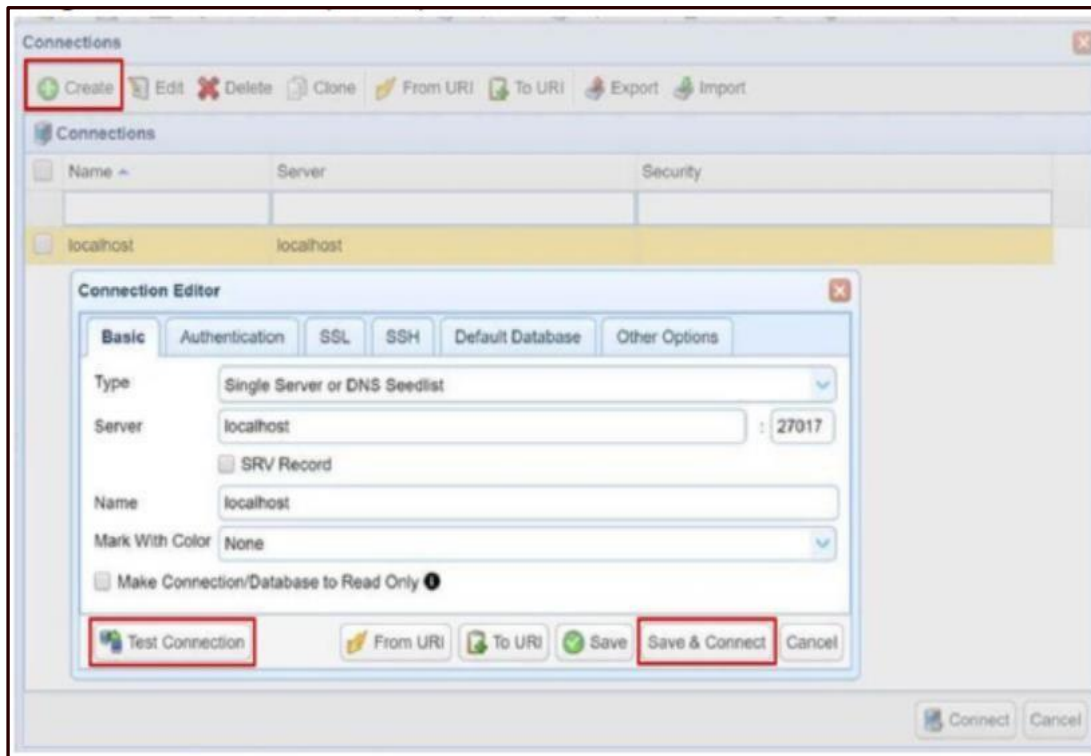 Connections
Create Edit Delete Clone From URI To URI Export Import
Connections
Name Server Security
localhost localhost
Connection Editor
Basic Authentication SSL SSH Default Database Other Options
Type Single Server or DNS Seedlist
Server localhost : 27017
SRV Record
Name localhost
Mark With Color None
Make Connection/Database to Read Only
Test Connection From URI To URI Save Save & Connect Cancel
Connect Cancel